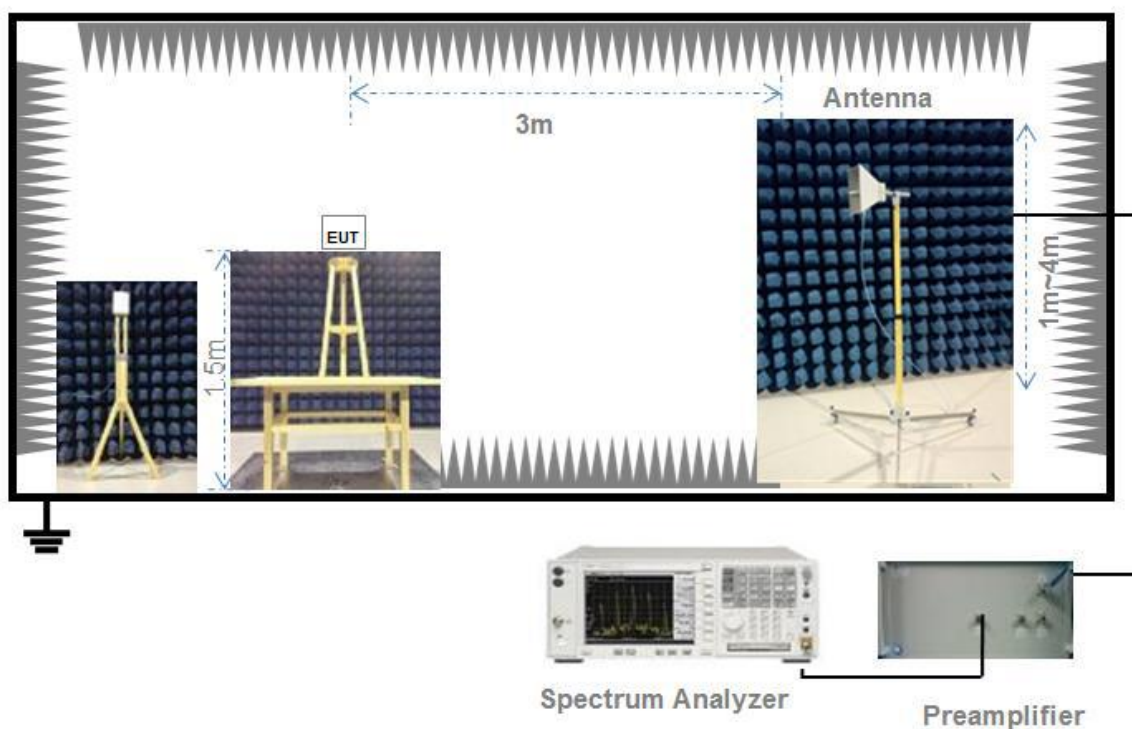 Antenna
3m
EUT
1.5m
1m~4m
Spectrum Analyzer
Preamplifier